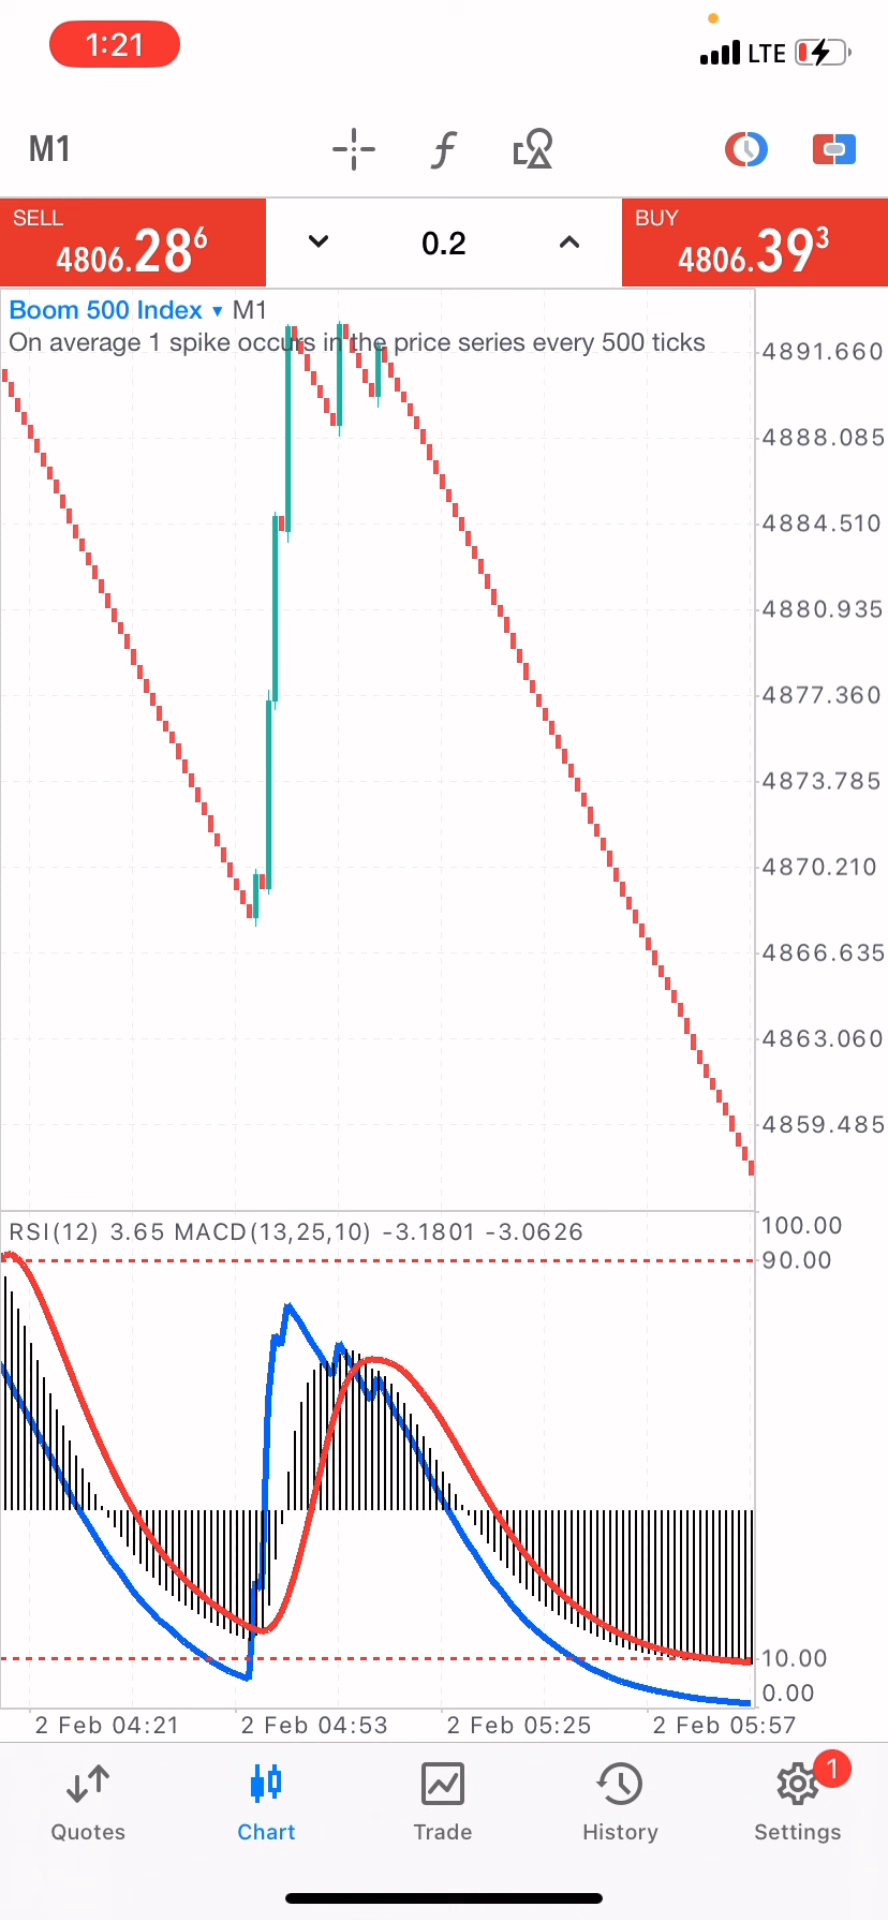 1:21
LTE
M1
SELL
4806.286
0.2
BUY
4806.393
Boom 500 Index ▾ M1
On average 1 spike occurs in the price series every 500 ticks
4891.660
4888.085
4884.510
4880.935
4877.360
4873.785
4870.210
4866.635
4863.060
4859.485
RSI(12) 3.65 MACD(13,25,10) -3.1801 -3.0626
100.00
90.00
10.00
0.00
2 Feb 04:21
2 Feb 04:53
2 Feb 05:25
2 Feb 05:57
1
Quotes
Chart
Trade
History
Settings